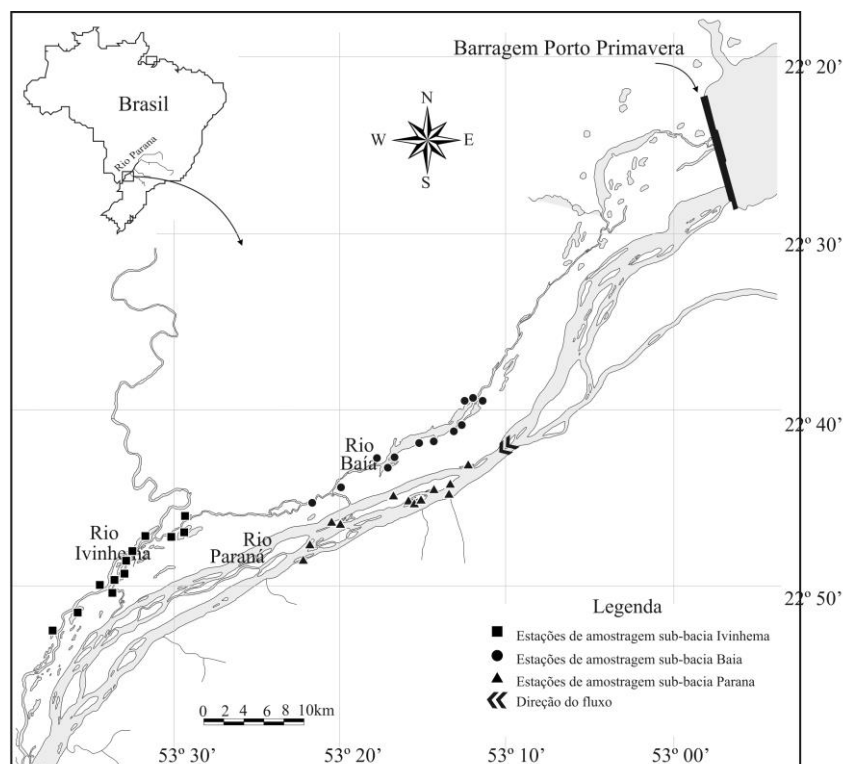 Barragem Porto Primavera
22º 20'
Brasil
Rio Parana
N
W
E
S
22º 30'
22º 40'
Rio
Baía
Rio
Ivinhema
Rio
Paraná
22º 50'
Legenda
Estações de amostragem sub-bacia Ivinhema
Estações de amostragem sub-bacia Baia
Estações de amostragem sub-bacia Parana
Direção do fluxo
0 2 4 6 8 10km
53º 30'
53º 20'
53º 10'
53º 00'